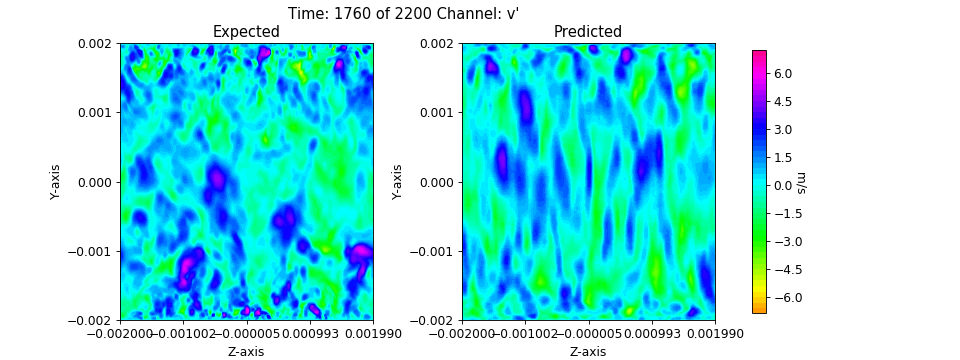 Time: 1760 of 2200 Channel: v'
Expected
Predicted
0.002
0.001
0.000
−0.001
−0.002
Y-axis
−0.002000 −0.001002 −0.000005 0.000993 0.001990
Z-axis
0.002
0.001
0.000
−0.001
−0.002
Y-axis
−0.002000 −0.001002 −0.000005 0.000993 0.001990
Z-axis
6.0
4.5
3.0
1.5
0.0
−1.5
−3.0
−4.5
−6.0
m/s